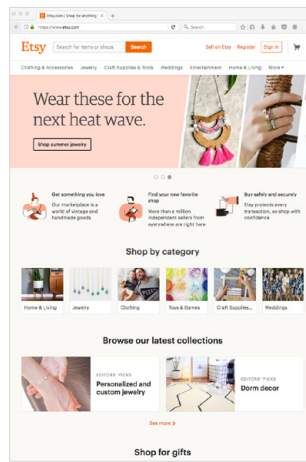 Etsy.com | Shop for anything
https://www.etsy.com
Search
Etsy
Search for items or shops
Search
Sell on Etsy
Register
Sign in
Clothing & Accessories
Jewelry
Craft Supplies & Tools
Weddings
Entertainment
Home & Living
More
Wear these for the
next heat wave.
Shop summer jewelry
Get something you love
Our marketplace is a
world of vintage and
handmade goods
Find your new favorite
shop
More than a million
independent sellers from
everywhere are right here
Buy safely and securely
Etsy protects every
transaction, so shop with
confidence
Shop by category
Home & Living
Jewelry
Clothing
Toys & Games
Craft Supplies...
Weddings
Browse our latest collections
EDITORS' PICKS
Personalized and
custom jewelry
EDITORS' PICKS
Dorm decor
See more
Shop for gifts